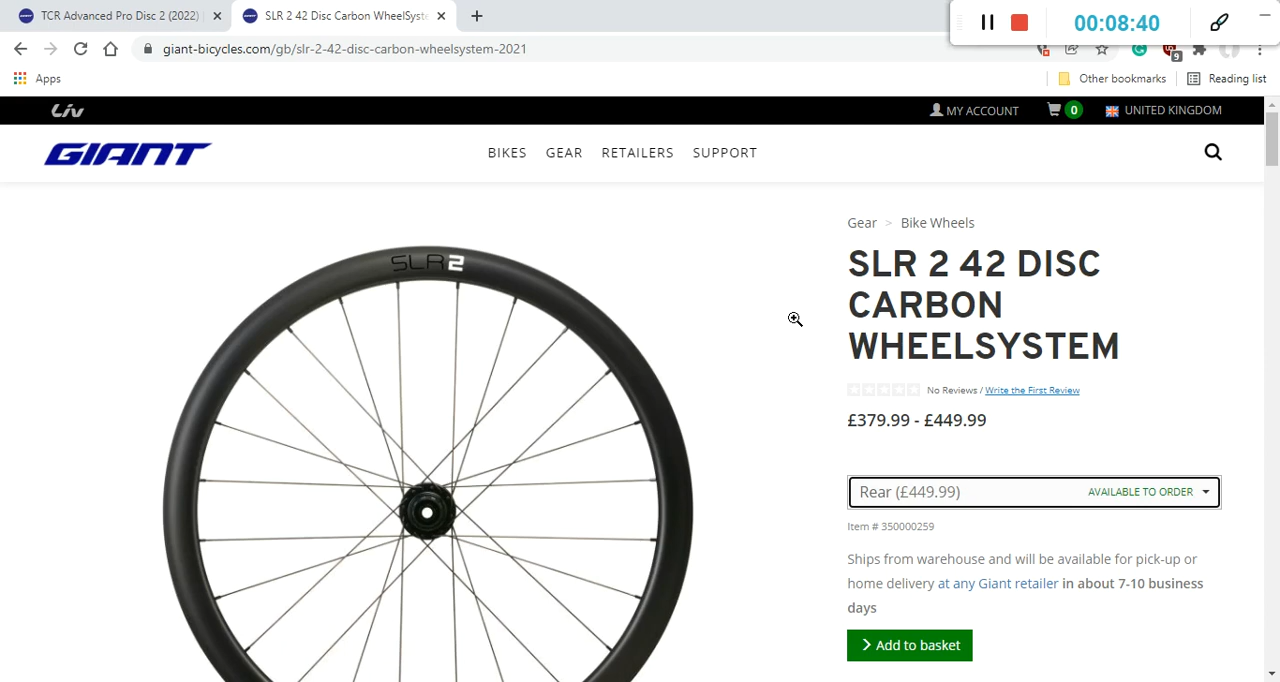 TCR Advanced Pro Disc 2 (2022)
SLR 2 42 Disc Carbon WheelSyste
00:08:40
giant-bicycles.com/gb/slr-2-42-disc-carbon-wheelsystem-2021
9
Apps
Other bookmarks
Reading list
Liv
MY ACCOUNT
0
UNITED KINGDOM
GIANT
BIKES
GEAR
RETAILERS
SUPPORT
Gear > Bike Wheels
SLR 2
SLR 2 42 DISC
CARBON
WHEELSYSTEM
No Reviews / Write the First Review
£379.99 - £449.99
Rear (£449.99) AVAILABLE TO ORDER
Item # 350000259
Ships from warehouse and will be available for pick-up or
home delivery at any Giant retailer in about 7-10 business
days
Add to basket